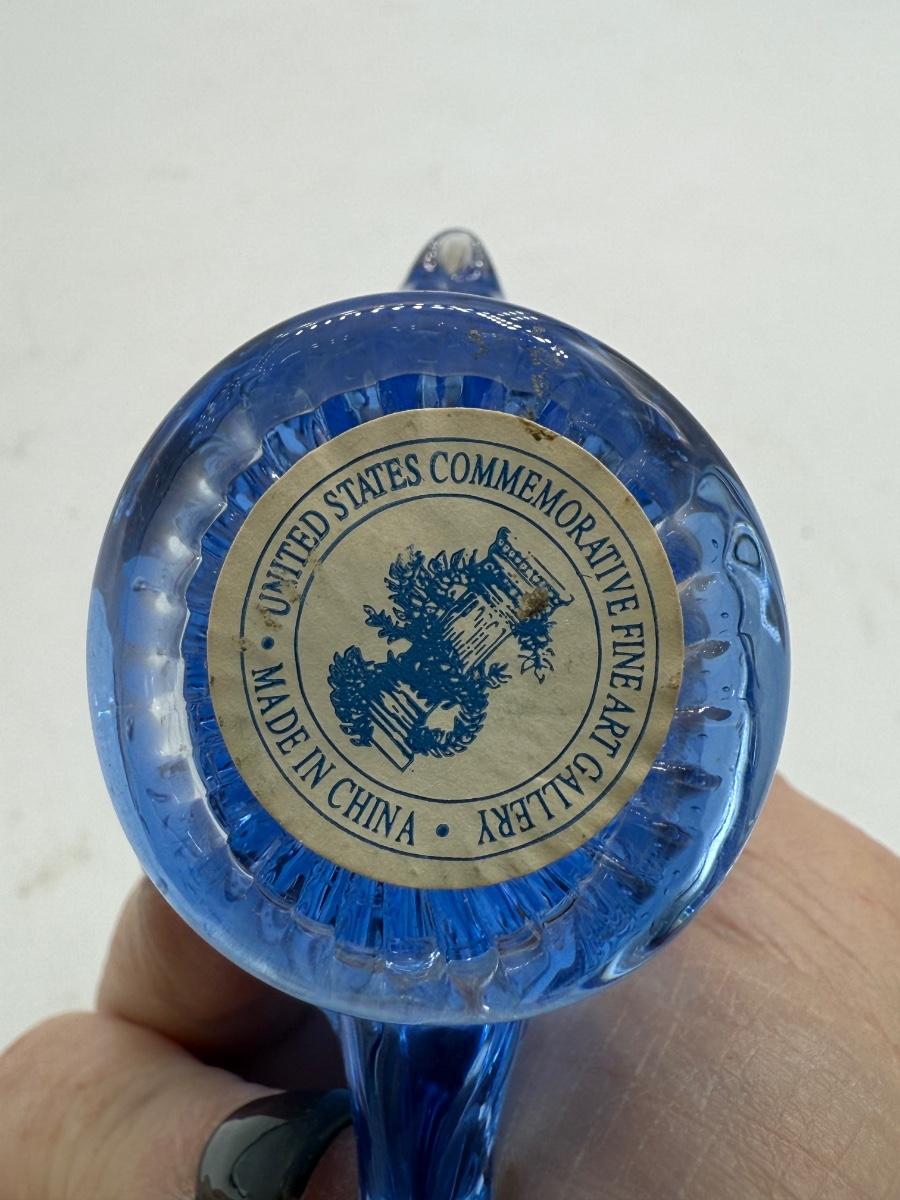 UNITED STATES COMMEMORATIVE FINE ART GALLERY
MADE IN CHINA